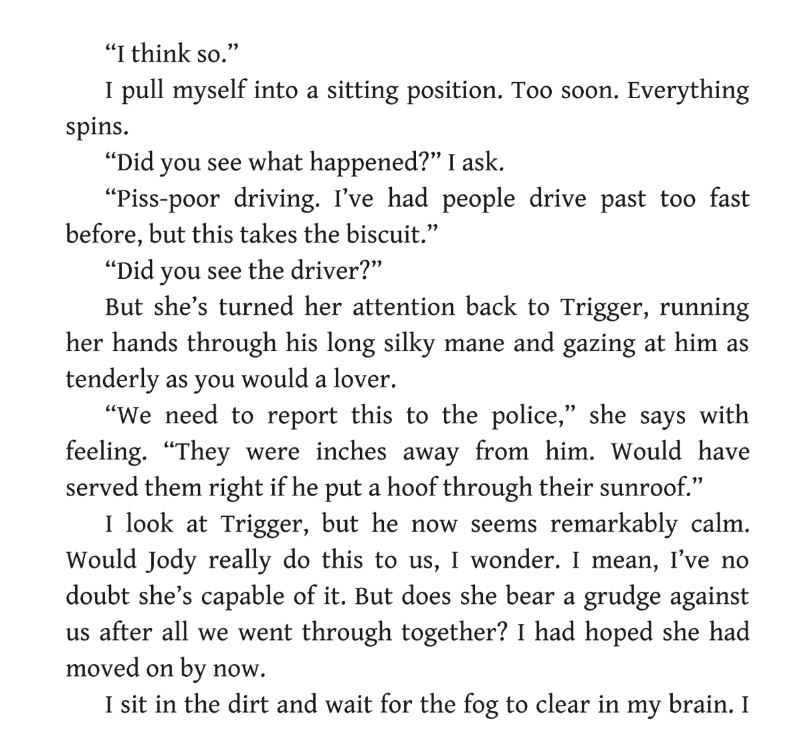 “I think so.”
I pull myself into a sitting position. Too soon. Everything
spins.
“Did you see what happened?” I ask.
“Piss-poor driving. I’ve had people drive past too fast
before, but this takes the biscuit.”
“Did you see the driver?”
But she’s turned her attention back to Trigger, running
her hands through his long silky mane and gazing at him as
tenderly as you would a lover.
“We need to report this to the police,” she says with
feeling. “They were inches away from him. Would have
served them right if he put a hoof through their sunroof.”
I look at Trigger, but he now seems remarkably calm.
Would Jody really do this to us, I wonder. I mean, I’ve no
doubt she’s capable of it. But does she bear a grudge against
us after all we went through together? I had hoped she had
moved on by now.
I sit in the dirt and wait for the fog to clear in my brain. I